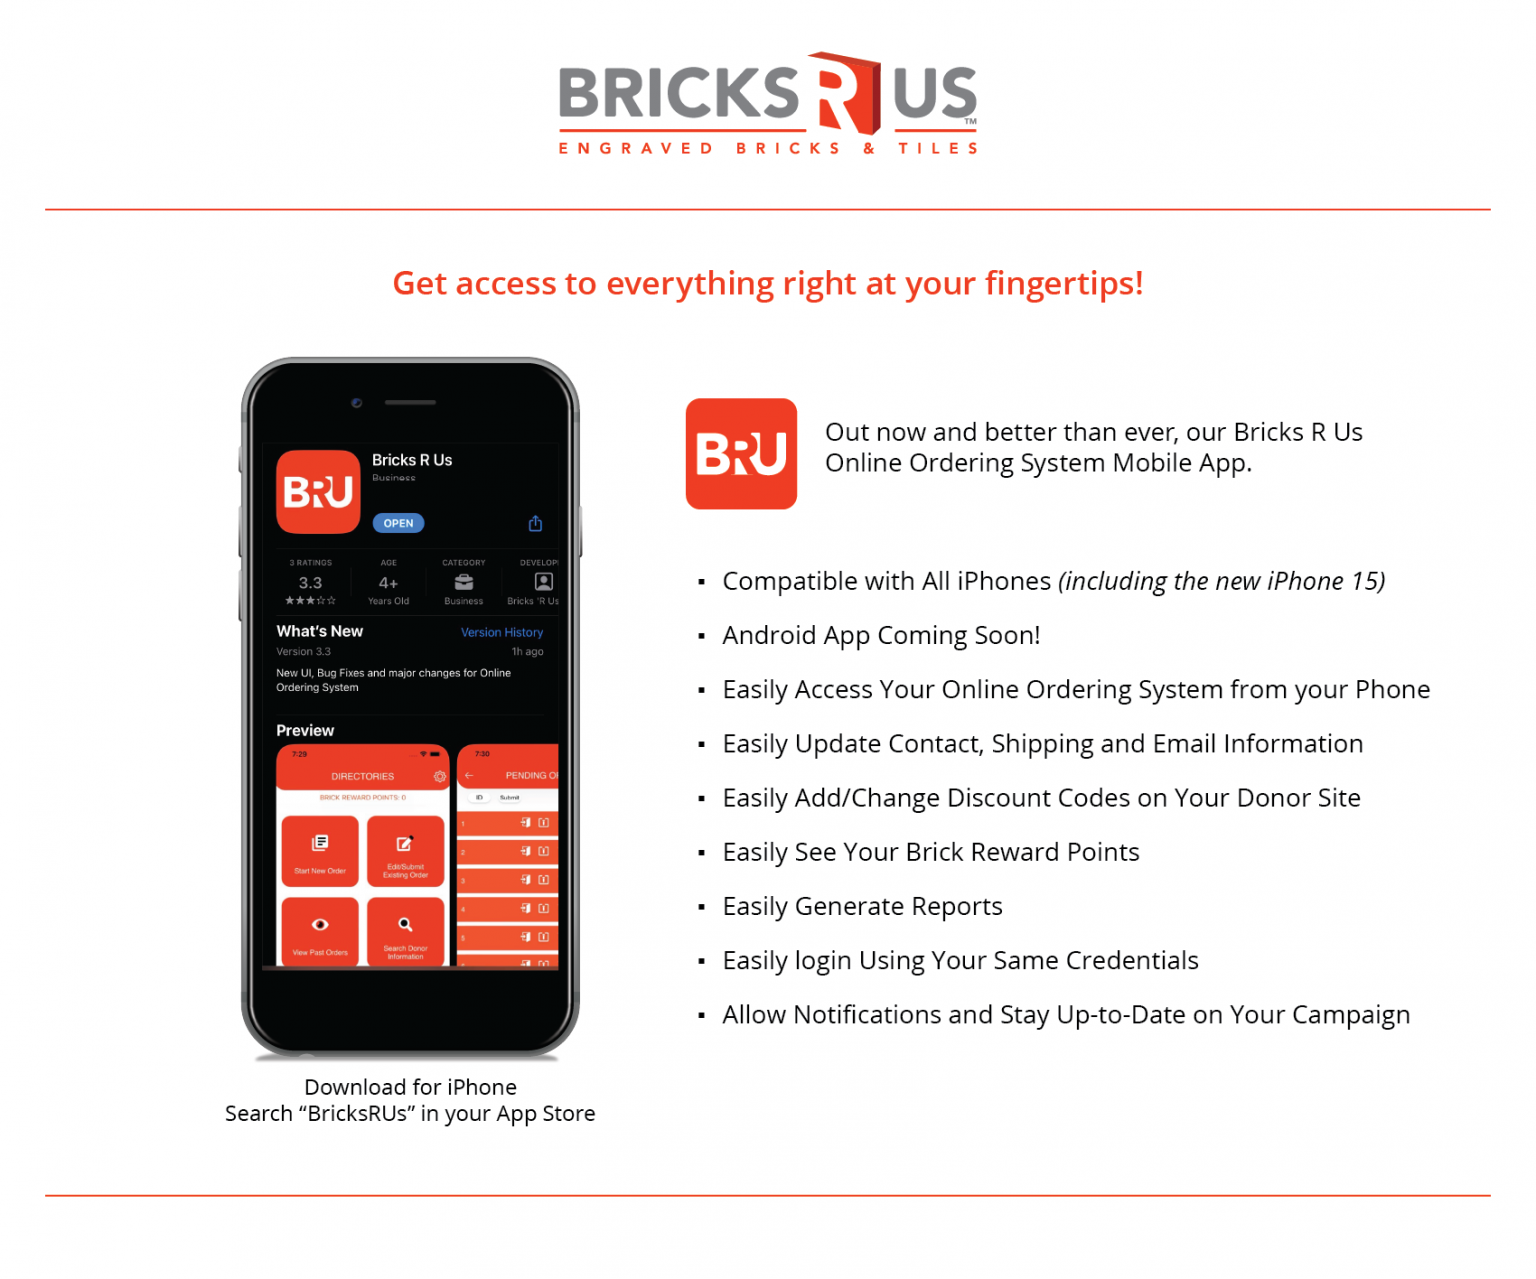 BRICKS R US
TM
ENGRAVED BRICKS & TILES
Get access to everything right at your fingertips!
BRU
Bricks R Us
Business
OPEN
3 RATINGS
AGE
CATEGORY
DEVELOP
3.3
4+
★★★☆☆
Years Old
Business
Bricks 'R Us
What's New
Version History
Version 3.3
1h ago
New UI, Bug Fixes and major changes for Online
Ordering System
Preview
7:29
DIRECTORIES
BRICK REWARD POINTS: 0
Start New Order
Edit/Submit
Existing Order
View Past Orders
Search Donor
Information
7:30
PENDING O
ID
Submit
1
2
3
4
5
Download for iPhone
Search “BricksRUs” in your App Store
BRU
Out now and better than ever, our Bricks R Us
Online Ordering System Mobile App.
▪ Compatible with All iPhones (including the new iPhone 15)
▪ Android App Coming Soon!
▪ Easily Access Your Online Ordering System from your Phone
▪ Easily Update Contact, Shipping and Email Information
▪ Easily Add/Change Discount Codes on Your Donor Site
▪ Easily See Your Brick Reward Points
▪ Easily Generate Reports
▪ Easily login Using Your Same Credentials
▪ Allow Notifications and Stay Up-to-Date on Your Campaign